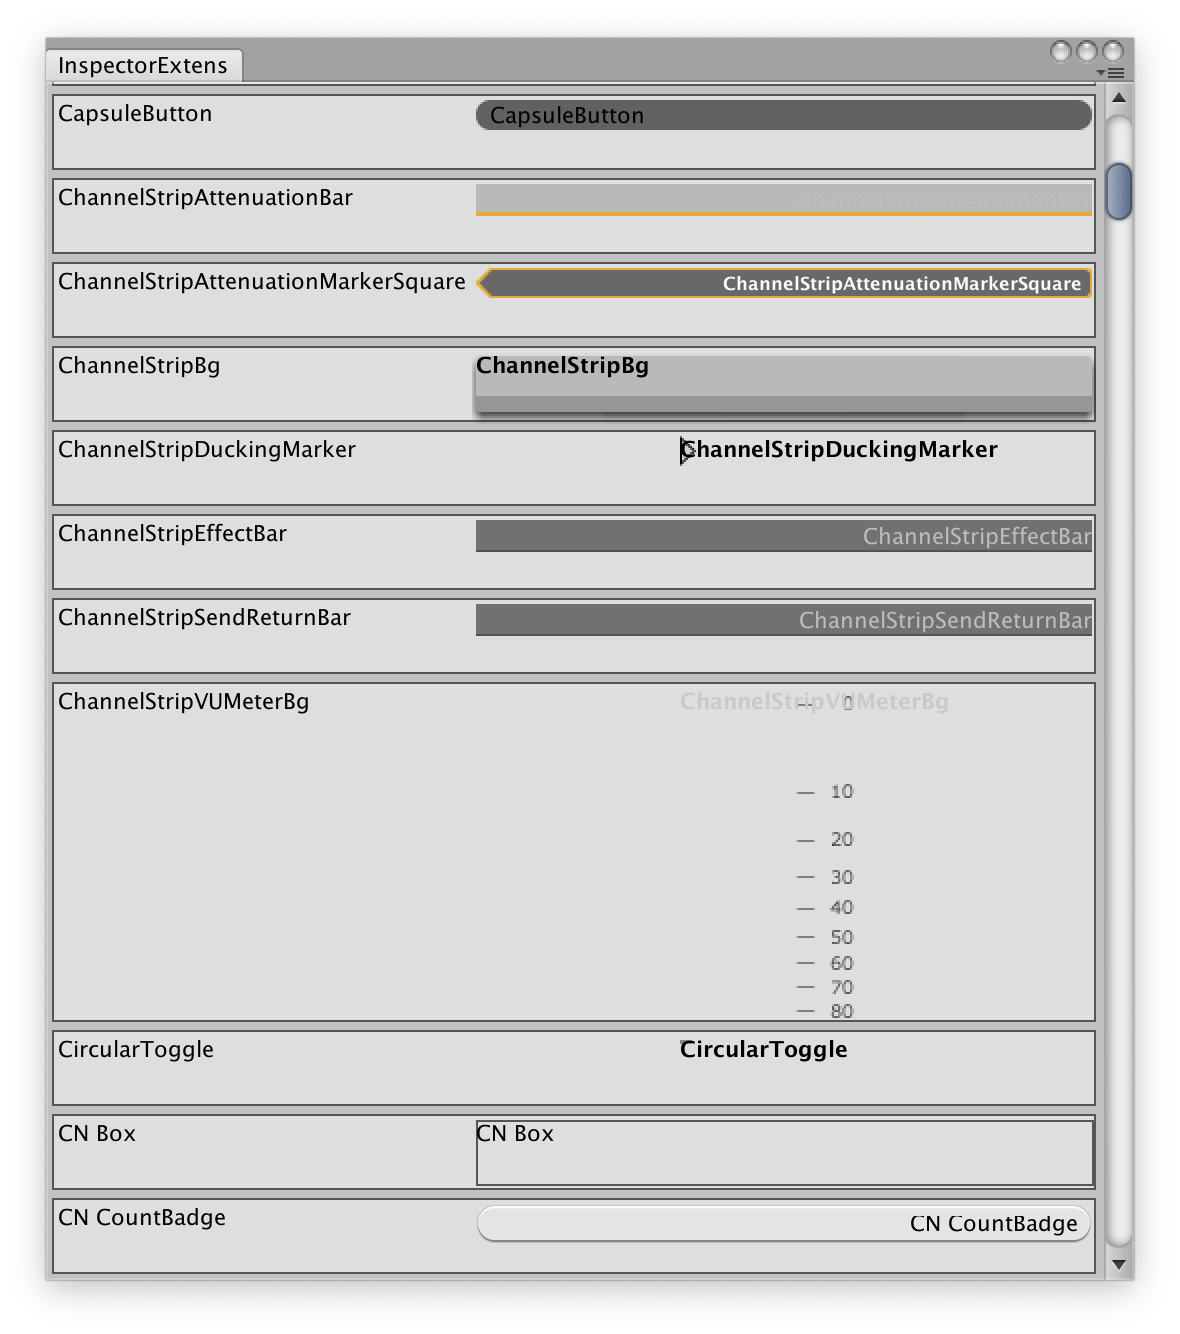 InspectorExtens
CapsuleButton CapsuleButton
ChannelStripAttenuationBar ChannelStripAttenuationBar
ChannelStripAttenuationMarkerSquare ChannelStripAttenuationMarkerSquare
ChannelStripBg ChannelStripBg
ChannelStripDuckingMarker ChannelStripDuckingMarker
ChannelStripEffectBar ChannelStripEffectBar
ChannelStripSendReturnBar ChannelStripSendReturnBar
ChannelStripVUMeterBg ChannelStripVUMeterBg
0
10
20
30
40
50
60
70
80
CircularToggle CircularToggle
CN Box CN Box
CN CountBadge CN CountBadge